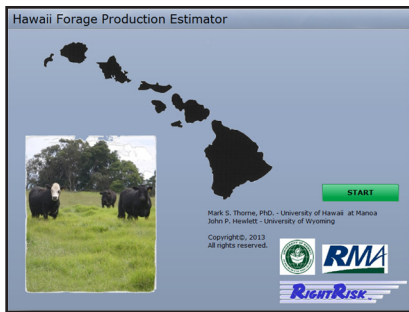 Hawaii Forage Production Estimator
START
Mark S. Thorne, PhD. - University of Hawaii at Manoa
John P. Hewlett - University of Wyoming
Copyright©, 2013
All rights reserved.
RMA
RIGHTRISK